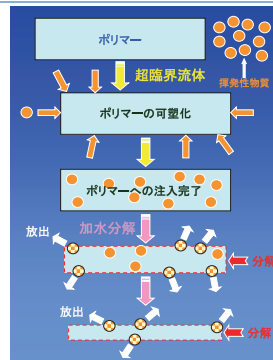 ポリマー
揮発性物質
超臨界流体
ポリマーの可塑化
ポリマーへの注入完了
加水分解
放出
分解
放出
分解